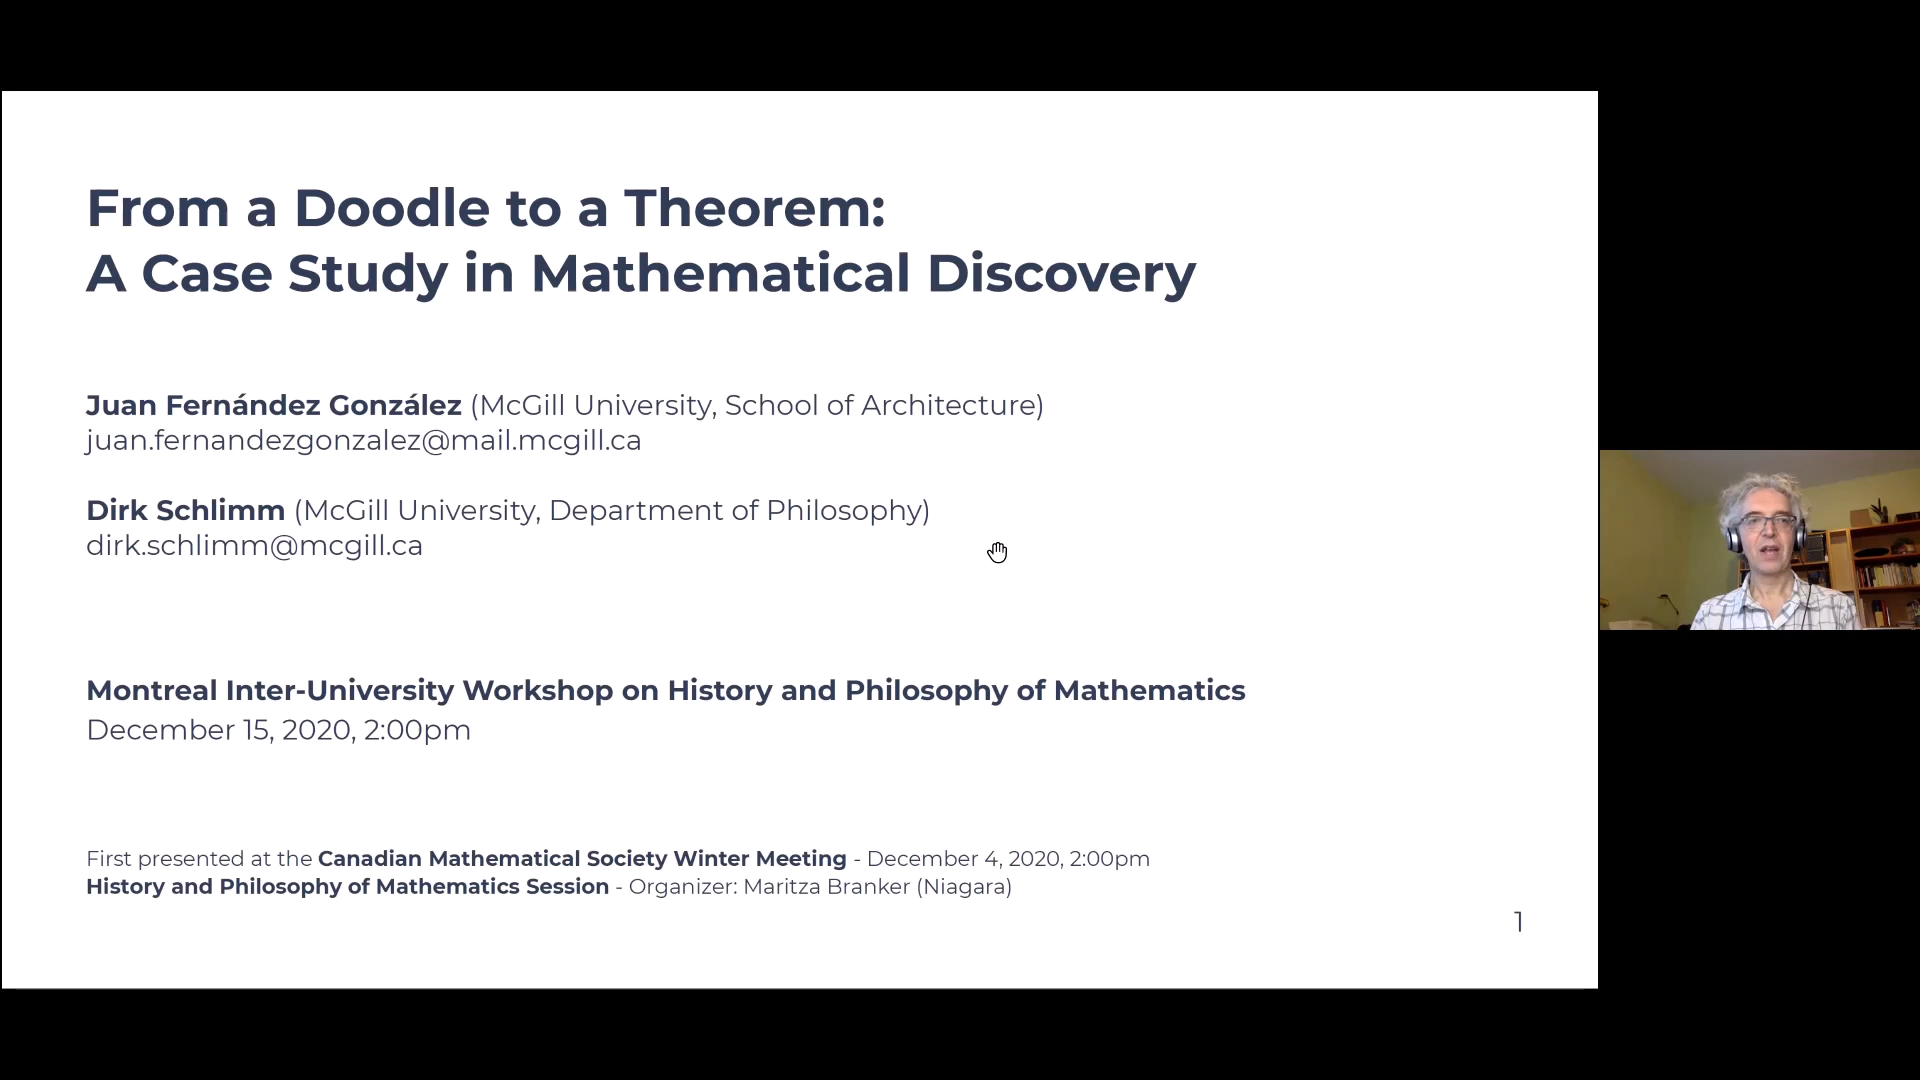 From a Doodle to a Theorem:
A Case Study in Mathematical Discovery
Juan Fernández González (McGill University, School of Architecture)
juan.fernandezgonzalez@mail.mcgill.ca
Dirk Schlimm (McGill University, Department of Philosophy)
dirk.schlimm@mcgill.ca
Montreal Inter-University Workshop on History and Philosophy of Mathematics
December 15, 2020, 2:00pm
First presented at the Canadian Mathematical Society Winter Meeting - December 4, 2020, 2:00pm
History and Philosophy of Mathematics Session - Organizer: Maritza Branker (Niagara)
1